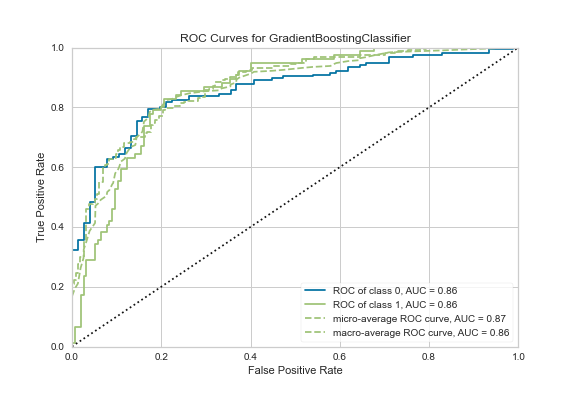 ROC Curves for GradientBoostingClassifier
1.0
0.8
0.6
0.4
0.2
0.0
True Positive Rate
ROC of class 0, AUC = 0.86
ROC of class 1, AUC = 0.86
micro-average ROC curve, AUC = 0.87
macro-average ROC curve, AUC = 0.86
0.0 0.2 0.4 0.6 0.8 1.0
False Positive Rate